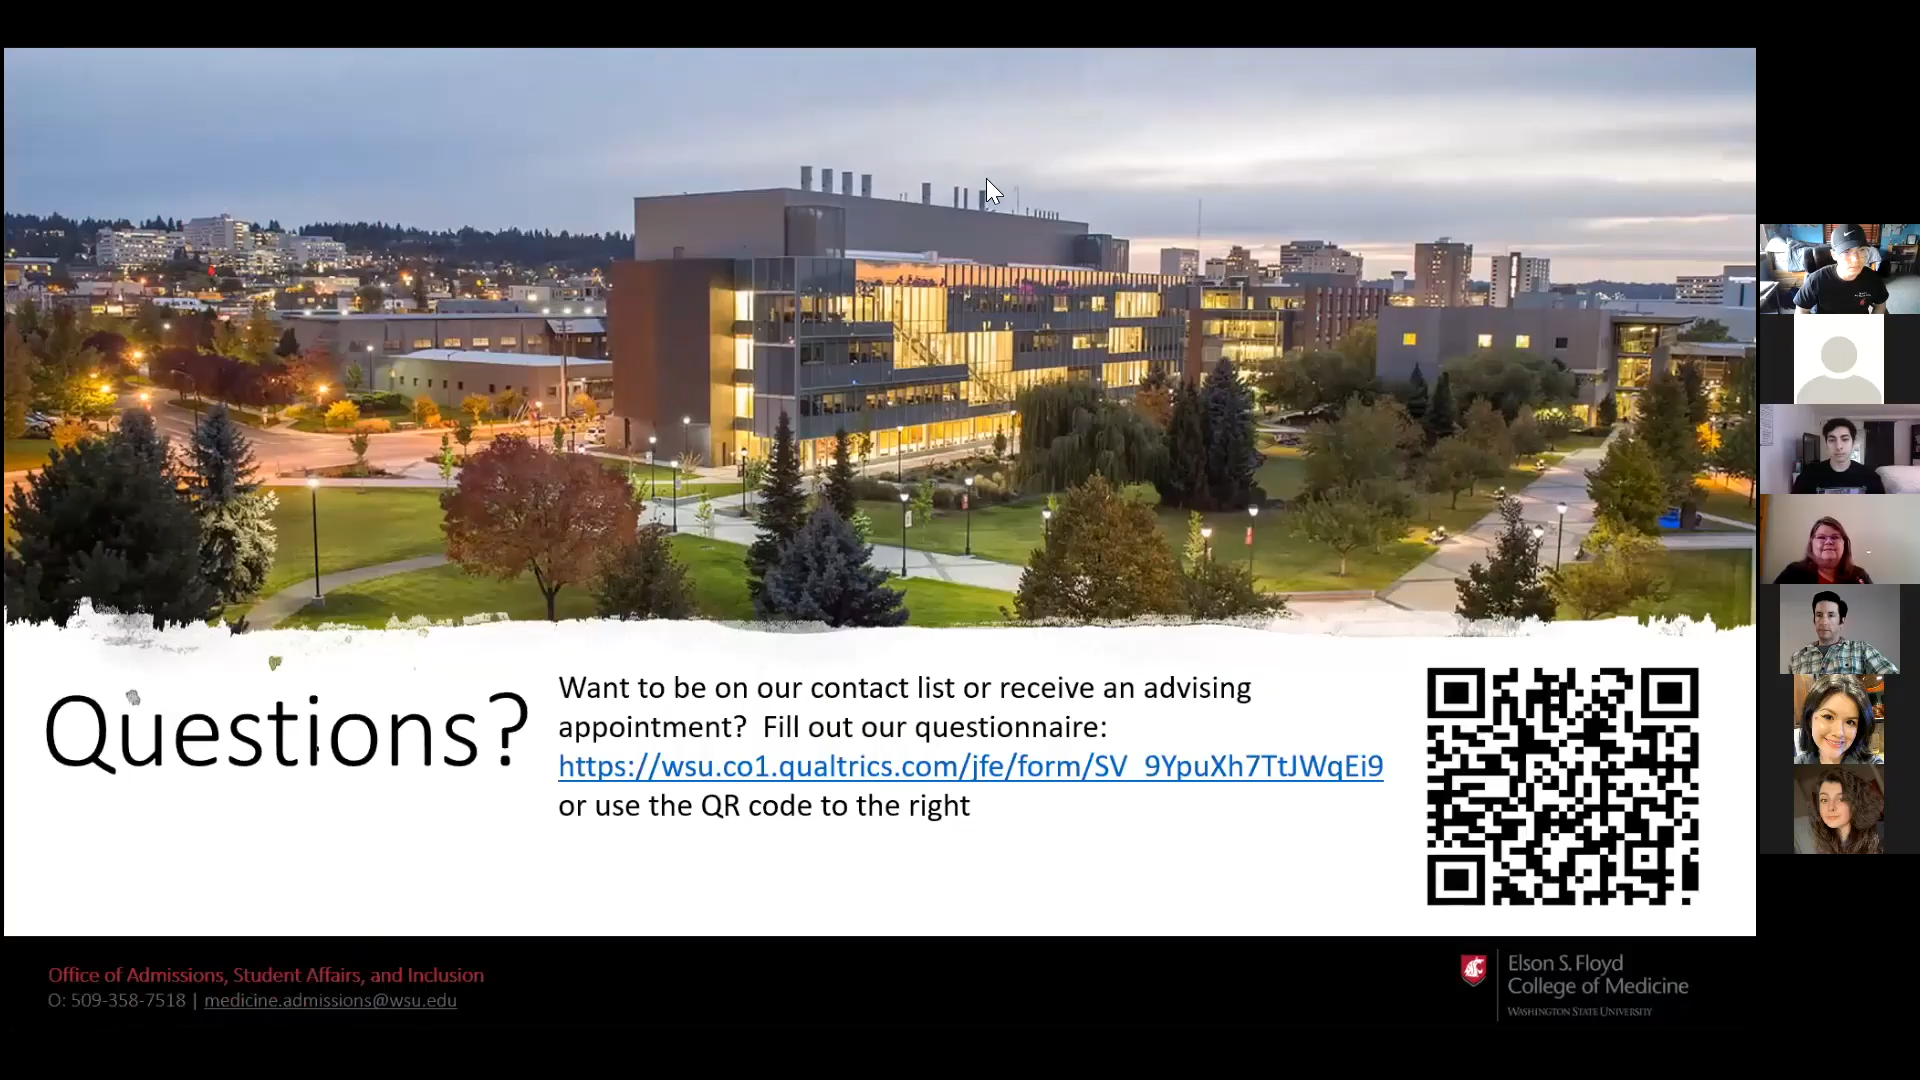 Questions?
Want to be on our contact list or receive an advising
appointment? Fill out our questionnaire:
https://wsu.co1.qualtrics.com/jfe/form/SV_9YpuXh7TtJWqEi9
or use the QR code to the right
Office of Admissions, Student Affairs, and Inclusion
O: 509-358-7518 | medicine.admissions@wsu.edu
Elson S. Floyd
College of Medicine
WASHINGTON STATE UNIVERSITY